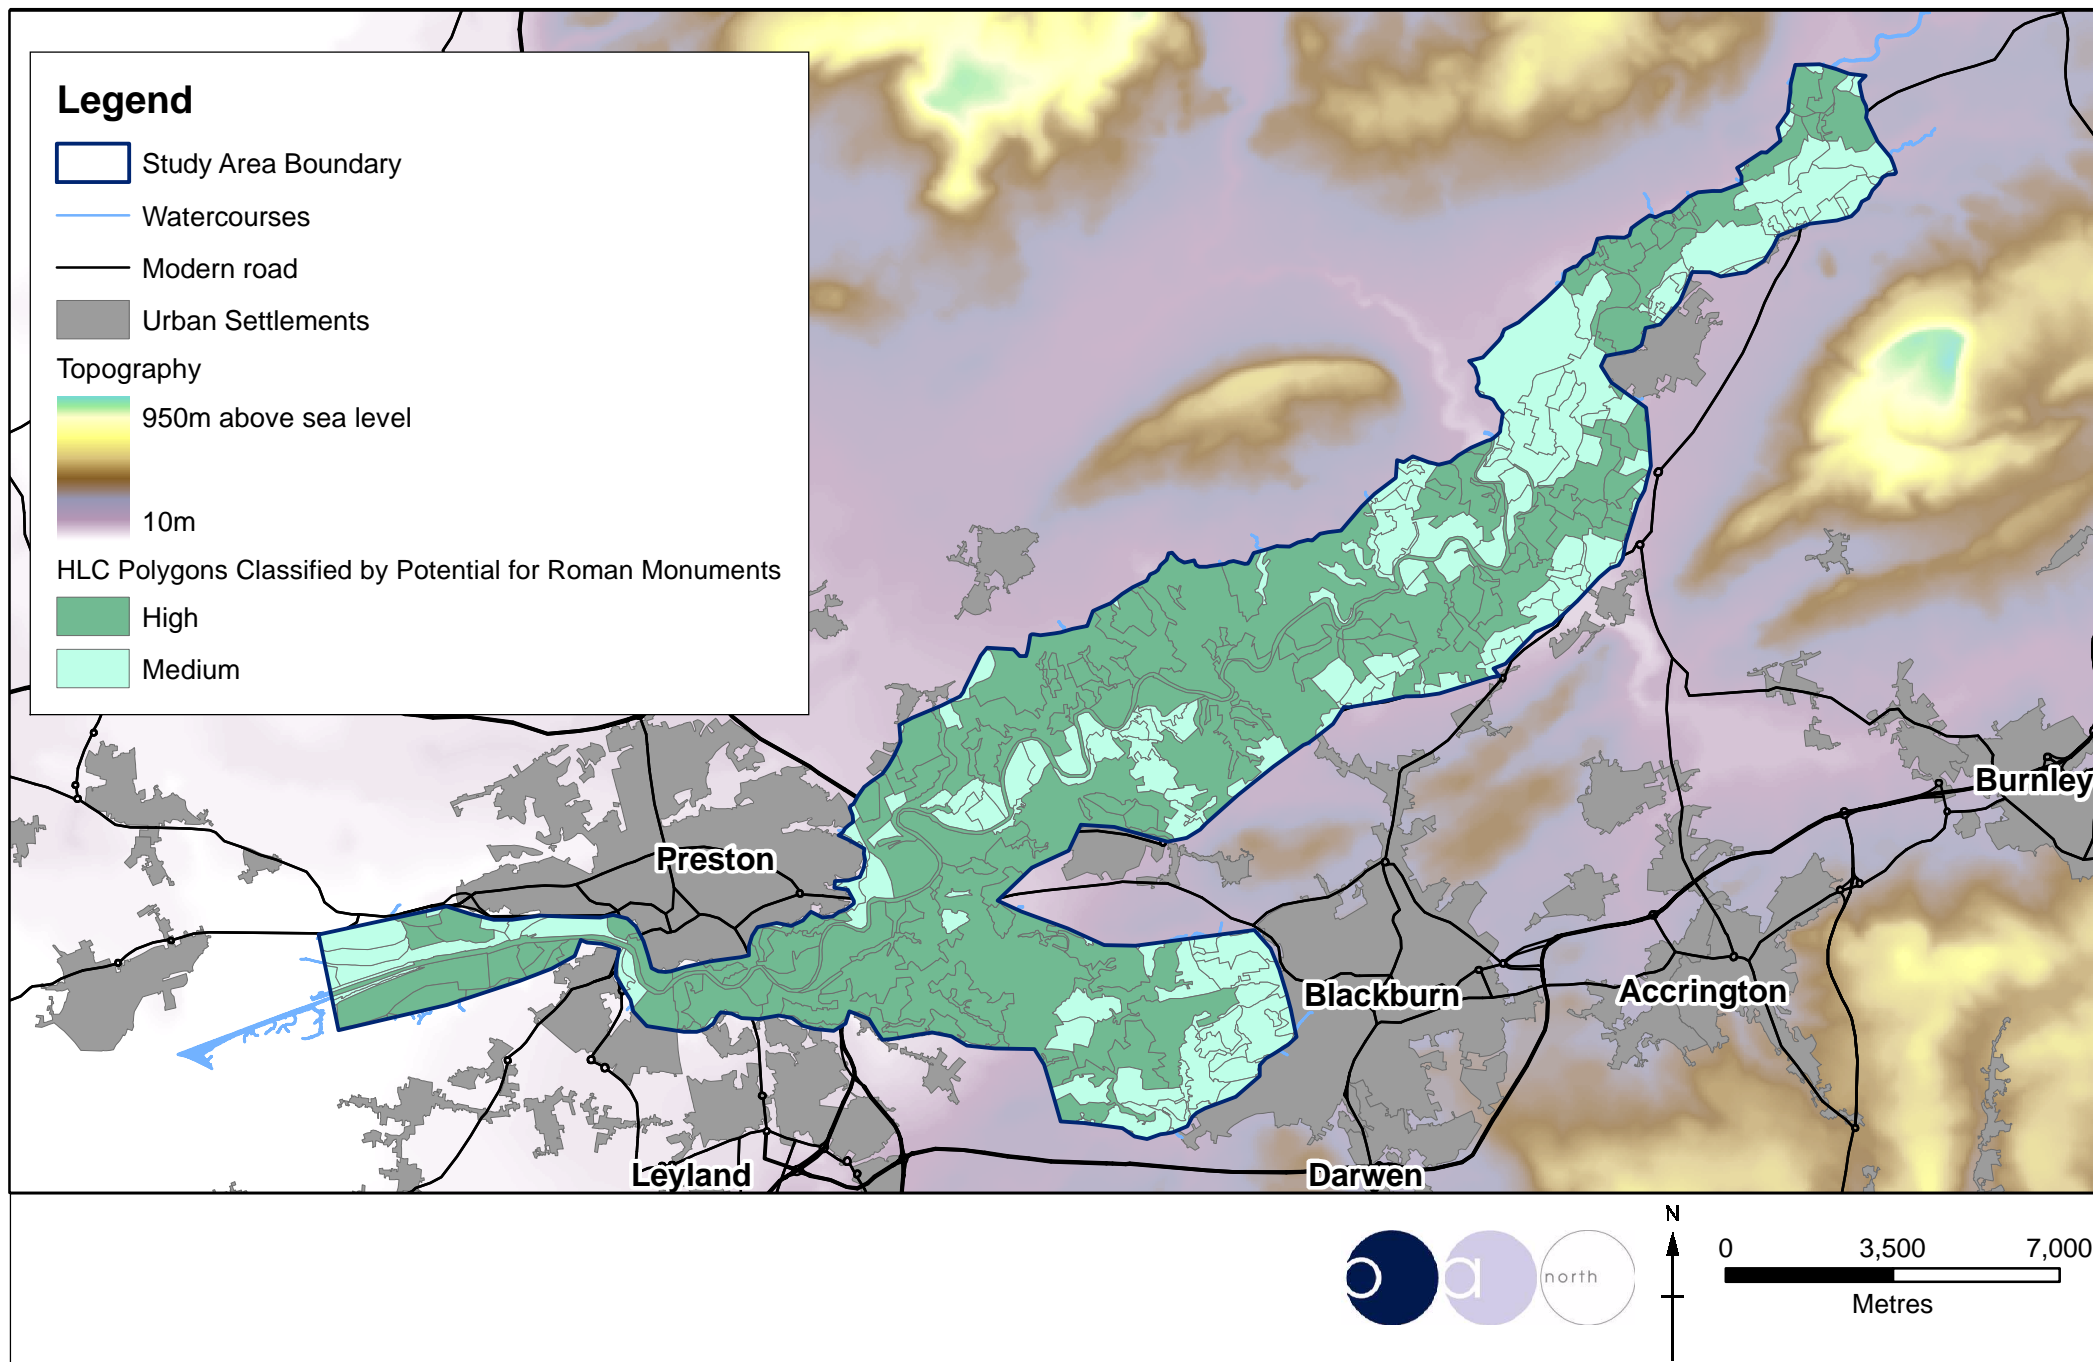 Legend
Study Area Boundary
Watercourses
Modern road
Urban Settlements
Topography
950m above sea level
10m
HLC Polygons Classified by Potential for Roman Monuments
High
Medium
Burnley
Preston
Blackburn
Accrington
Leyland
Darwen
oa north
N
0 3,500 7,000
Metres